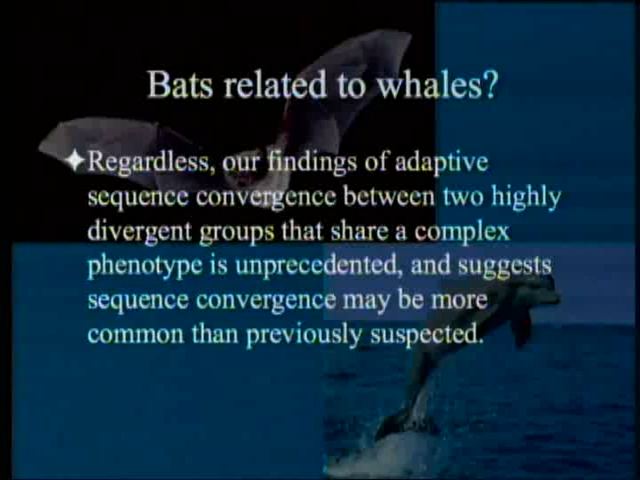 Bats related to whales?
Regardless, our findings of adaptive
sequence convergence between two highly
divergent groups that share a complex
phenotype is unprecedented, and suggests
sequence convergence may be more
common than previously suspected.